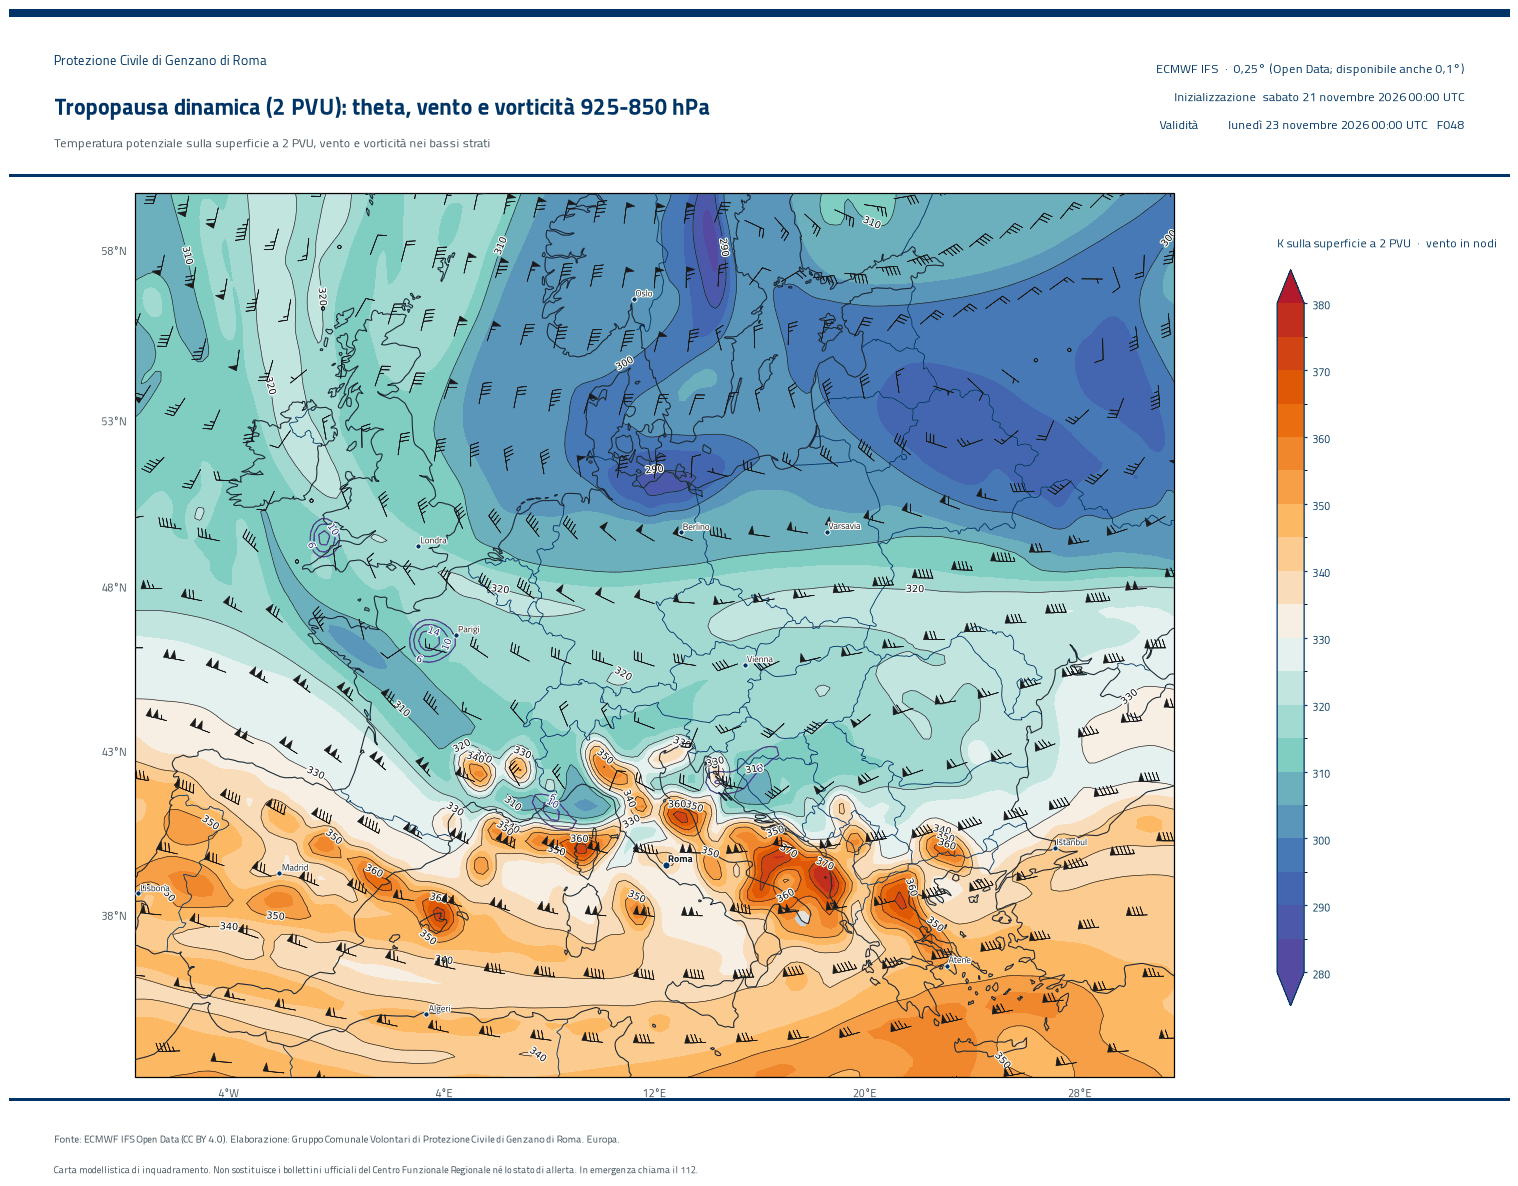 Protezione Civile di Genzano di Roma
Tropopausa dinamica (2 PVU): theta, vento e vorticità 925-850 hPa
Temperatura potenziale sulla superficie a 2 PVU, vento e vorticità nei bassi strati
ECMWF IFS · 0,25° (Open Data; disponibile anche 0,1°)
Inizializzazione sabato 21 novembre 2026 00:00 UTC
Validità lunedì 23 novembre 2026 00:00 UTC F048
K sulla superficie a 2 PVU · vento in nodi
380
370
360
350
340
330
320
310
300
290
280
58°N
53°N
48°N
43°N
38°N
4°W
4°E
12°E
20°E
28°E
Oslo
Londra
Berlino
Varsavia
Parigi
Vienna
Madrid
Lisbona
Roma
Istanbul
Atene
Algeri
Fonte: ECMWF IFS Open Data (CC BY 4.0). Elaborazione: Gruppo Comunale Volontari di Protezione Civile di Genzano di Roma. Europa.
Carta modellistica di inquadramento. Non sostituisce i bollettini ufficiali del Centro Funzionale Regionale né lo stato di allerta. In emergenza chiama il 112.